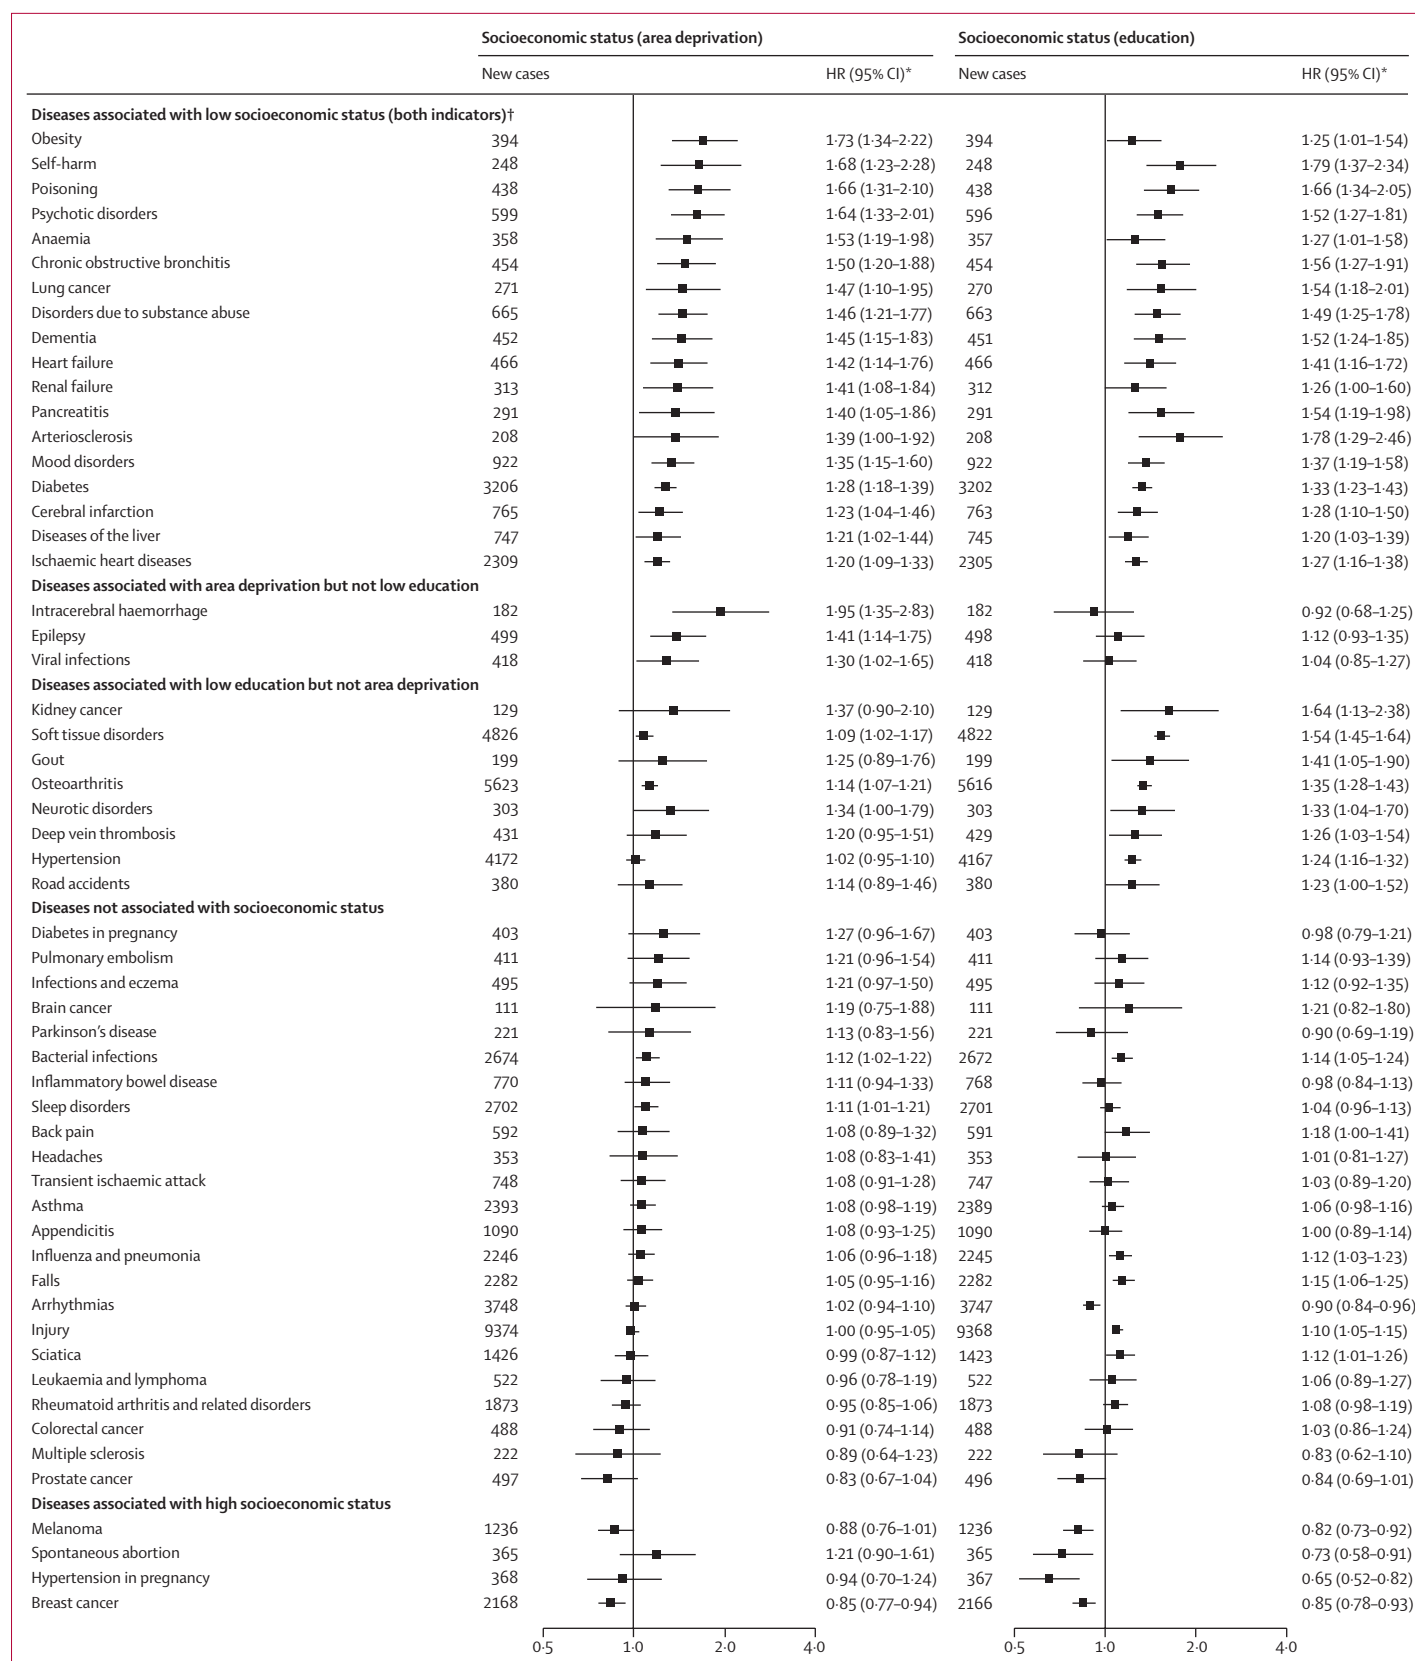 Socioeconomic status (area deprivation) Socioeconomic status (education)
New cases HR (95% CI)* New cases HR (95% CI)*
Diseases associated with low socioeconomic status (both indicators)†
Obesity 394 1·73 (1·34–2·22) 394 1·25 (1·01–1·54)
Self-harm 248 1·68 (1·23–2·28) 248 1·79 (1·37–2·34)
Poisoning 438 1·66 (1·31–2·10) 438 1·66 (1·34–2·05)
Psychotic disorders 599 1·64 (1·33–2·01) 596 1·52 (1·27–1·81)
Anaemia 358 1·53 (1·19–1·98) 357 1·27 (1·01–1·58)
Chronic obstructive bronchitis 454 1·50 (1·20–1·88) 454 1·56 (1·27–1·91)
Lung cancer 271 1·47 (1·10–1·95) 270 1·54 (1·18–2·01)
Disorders due to substance abuse 665 1·46 (1·21–1·77) 663 1·49 (1·25–1·78)
Dementia 452 1·45 (1·15–1·83) 451 1·52 (1·24–1·85)
Heart failure 466 1·42 (1·14–1·76) 466 1·41 (1·16–1·72)
Renal failure 313 1·41 (1·08–1·84) 312 1·26 (1·00–1·60)
Pancreatitis 291 1·40 (1·05–1·86) 291 1·54 (1·19–1·98)
Arteriosclerosis 208 1·39 (1·00–1·92) 208 1·78 (1·29–2·46)
Mood disorders 922 1·35 (1·15–1·60) 922 1·37 (1·19–1·58)
Diabetes 3206 1·28 (1·18–1·39) 3202 1·33 (1·23–1·43)
Cerebral infarction 765 1·23 (1·04–1·46) 763 1·28 (1·10–1·50)
Diseases of the liver 747 1·21 (1·02–1·44) 745 1·20 (1·03–1·39)
Ischaemic heart diseases 2309 1·20 (1·09–1·33) 2305 1·27 (1·16–1·38)
Diseases associated with area deprivation but not low education
Intracerebral haemorrhage 182 1·95 (1·35–2·83) 182 0·92 (0·68–1·25)
Epilepsy 499 1·41 (1·14–1·75) 498 1·12 (0·93–1·35)
Viral infections 418 1·30 (1·02–1·65) 418 1·04 (0·85–1·27)
Diseases associated with low education but not area deprivation
Kidney cancer 129 1·37 (0·90–2·10) 129 1·64 (1·13–2·38)
Soft tissue disorders 4826 1·09 (1·02–1·17) 4822 1·54 (1·45–1·64)
Gout 199 1·25 (0·89–1·76) 199 1·41 (1·05–1·90)
Osteoarthritis 5623 1·14 (1·07–1·21) 5616 1·35 (1·28–1·43)
Neurotic disorders 303 1·34 (1·00–1·79) 303 1·33 (1·04–1·70)
Deep vein thrombosis 431 1·20 (0·95–1·51) 429 1·26 (1·03–1·54)
Hypertension 4172 1·02 (0·95–1·10) 4167 1·24 (1·16–1·32)
Road accidents 380 1·14 (0·89–1·46) 380 1·23 (1·00–1·52)
Diseases not associated with socioeconomic status
Diabetes in pregnancy 403 1·27 (0·96–1·67) 403 0·98 (0·79–1·21)
Pulmonary embolism 411 1·21 (0·96–1·54) 411 1·14 (0·93–1·39)
Infections and eczema 495 1·21 (0·97–1·50) 495 1·12 (0·92–1·35)
Brain cancer 111 1·19 (0·75–1·88) 111 1·21 (0·82–1·80)
Parkinson's disease 221 1·13 (0·83–1·56) 221 0·90 (0·69–1·19)
Bacterial infections 2674 1·12 (1·02–1·22) 2672 1·14 (1·05–1·24)
Inflammatory bowel disease 770 1·11 (0·94–1·33) 768 0·98 (0·84–1·13)
Sleep disorders 2702 1·11 (1·01–1·21) 2701 1·04 (0·96–1·13)
Back pain 592 1·08 (0·89–1·32) 591 1·18 (1·00–1·41)
Headaches 353 1·08 (0·83–1·41) 353 1·01 (0·81–1·27)
Transient ischaemic attack 748 1·08 (0·91–1·28) 747 1·03 (0·89–1·20)
Asthma 2393 1·08 (0·98–1·19) 2389 1·06 (0·98–1·16)
Appendicitis 1090 1·08 (0·93–1·25) 1090 1·00 (0·89–1·14)
Influenza and pneumonia 2246 1·06 (0·96–1·18) 2245 1·12 (1·03–1·23)
Falls 2282 1·05 (0·95–1·16) 2282 1·15 (1·06–1·25)
Arrhythmias 3748 1·02 (0·94–1·10) 3747 0·90 (0·84–0·96)
Injury 9374 1·00 (0·95–1·05) 9368 1·10 (1·05–1·15)
Sciatica 1426 0·99 (0·87–1·12) 1423 1·12 (1·01–1·26)
Leukaemia and lymphoma 522 0·96 (0·78–1·19) 522 1·06 (0·89–1·27)
Rheumatoid arthritis and related disorders 1873 0·95 (0·85–1·06) 1873 1·08 (0·98–1·19)
Colorectal cancer 488 0·91 (0·74–1·14) 488 1·03 (0·86–1·24)
Multiple sclerosis 222 0·89 (0·64–1·23) 222 0·83 (0·62–1·10)
Prostate cancer 497 0·83 (0·67–1·04) 496 0·84 (0·69–1·01)
Diseases associated with high socioeconomic status
Melanoma 1236 0·88 (0·76–1·01) 1236 0·82 (0·73–0·92)
Spontaneous abortion 365 1·21 (0·90–1·61) 365 0·73 (0·58–0·91)
Hypertension in pregnancy 368 0·94 (0·70–1·24) 367 0·65 (0·52–0·82)
Breast cancer 2168 0·85 (0·77–0·94) 2166 0·85 (0·78–0·93)
0·5 1·0 2·0 4·0 0·5 1·0 2·0 4·0